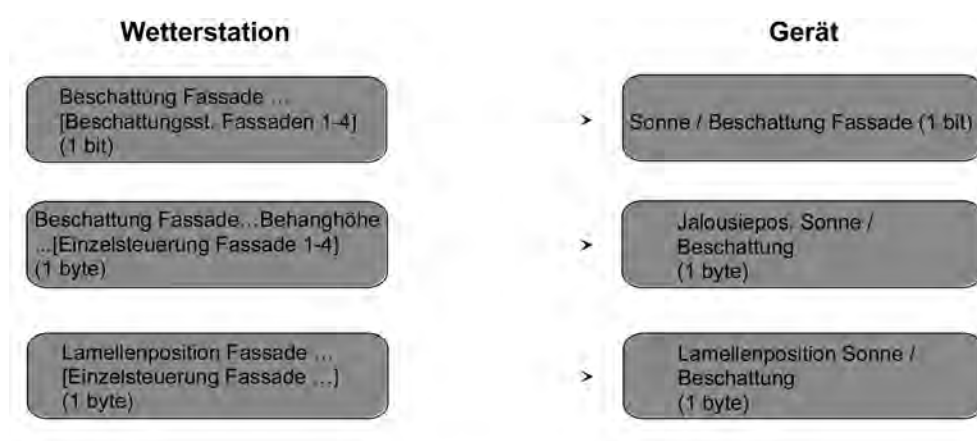 Wetterstation
Gerät
Beschattung Fassade ...
[Beschattungsst. Fassaden 1-4]
(1 bit)
Sonne / Beschattung Fassade (1 bit)
Beschattung Fassade...Behanghöhe
...[Einzelsteuerung Fassade 1-4]
(1 byte)
Jalousiepos. Sonne /
Beschattung
(1 byte)
Lamellenposition Fassade ...
[Einzelsteuerung Fassade ...]
(1 byte)
Lamellenposition Sonne /
Beschattung
(1 byte)